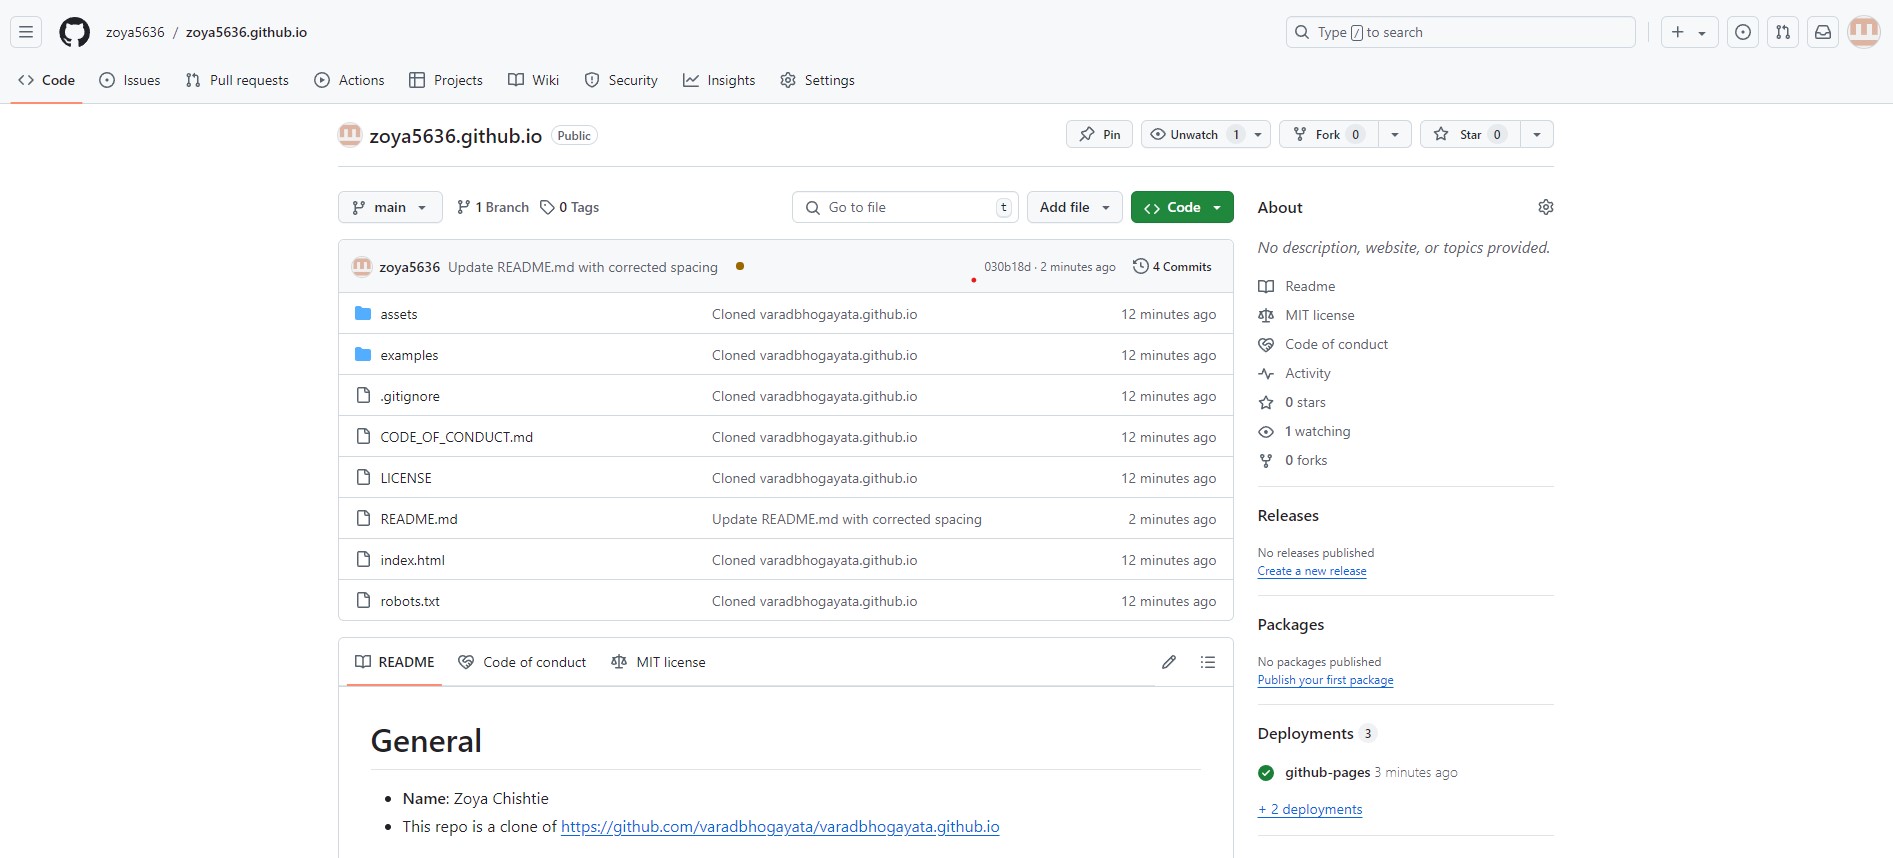 zoya5636 / zoya5636.github.io
Type / to search
Code Issues Pull requests Actions Projects Wiki Security Insights Settings
zoya5636.github.io Public
Pin Unwatch 1 Fork 0 Star 0
main 1 Branch 0 Tags Go to file t Add file Code
zoya5636 Update README.md with corrected spacing 030b18d · 2 minutes ago 4 Commits
assets Cloned varadbhogayata.github.io 12 minutes ago
examples Cloned varadbhogayata.github.io 12 minutes ago
.gitignore Cloned varadbhogayata.github.io 12 minutes ago
CODE_OF_CONDUCT.md Cloned varadbhogayata.github.io 12 minutes ago
LICENSE Cloned varadbhogayata.github.io 12 minutes ago
README.md Update README.md with corrected spacing 2 minutes ago
index.html Cloned varadbhogayata.github.io 12 minutes ago
robots.txt Cloned varadbhogayata.github.io 12 minutes ago
README Code of conduct MIT license
General
• Name: Zoya Chishtie
• This repo is a clone of https://github.com/varadbhogayata/varadbhogayata.github.io
About
No description, website, or topics provided.
Readme
MIT license
Code of conduct
Activity
0 stars
1 watching
0 forks
Releases
No releases published
Create a new release
Packages
No packages published
Publish your first package
Deployments 3
github-pages 3 minutes ago
+ 2 deployments